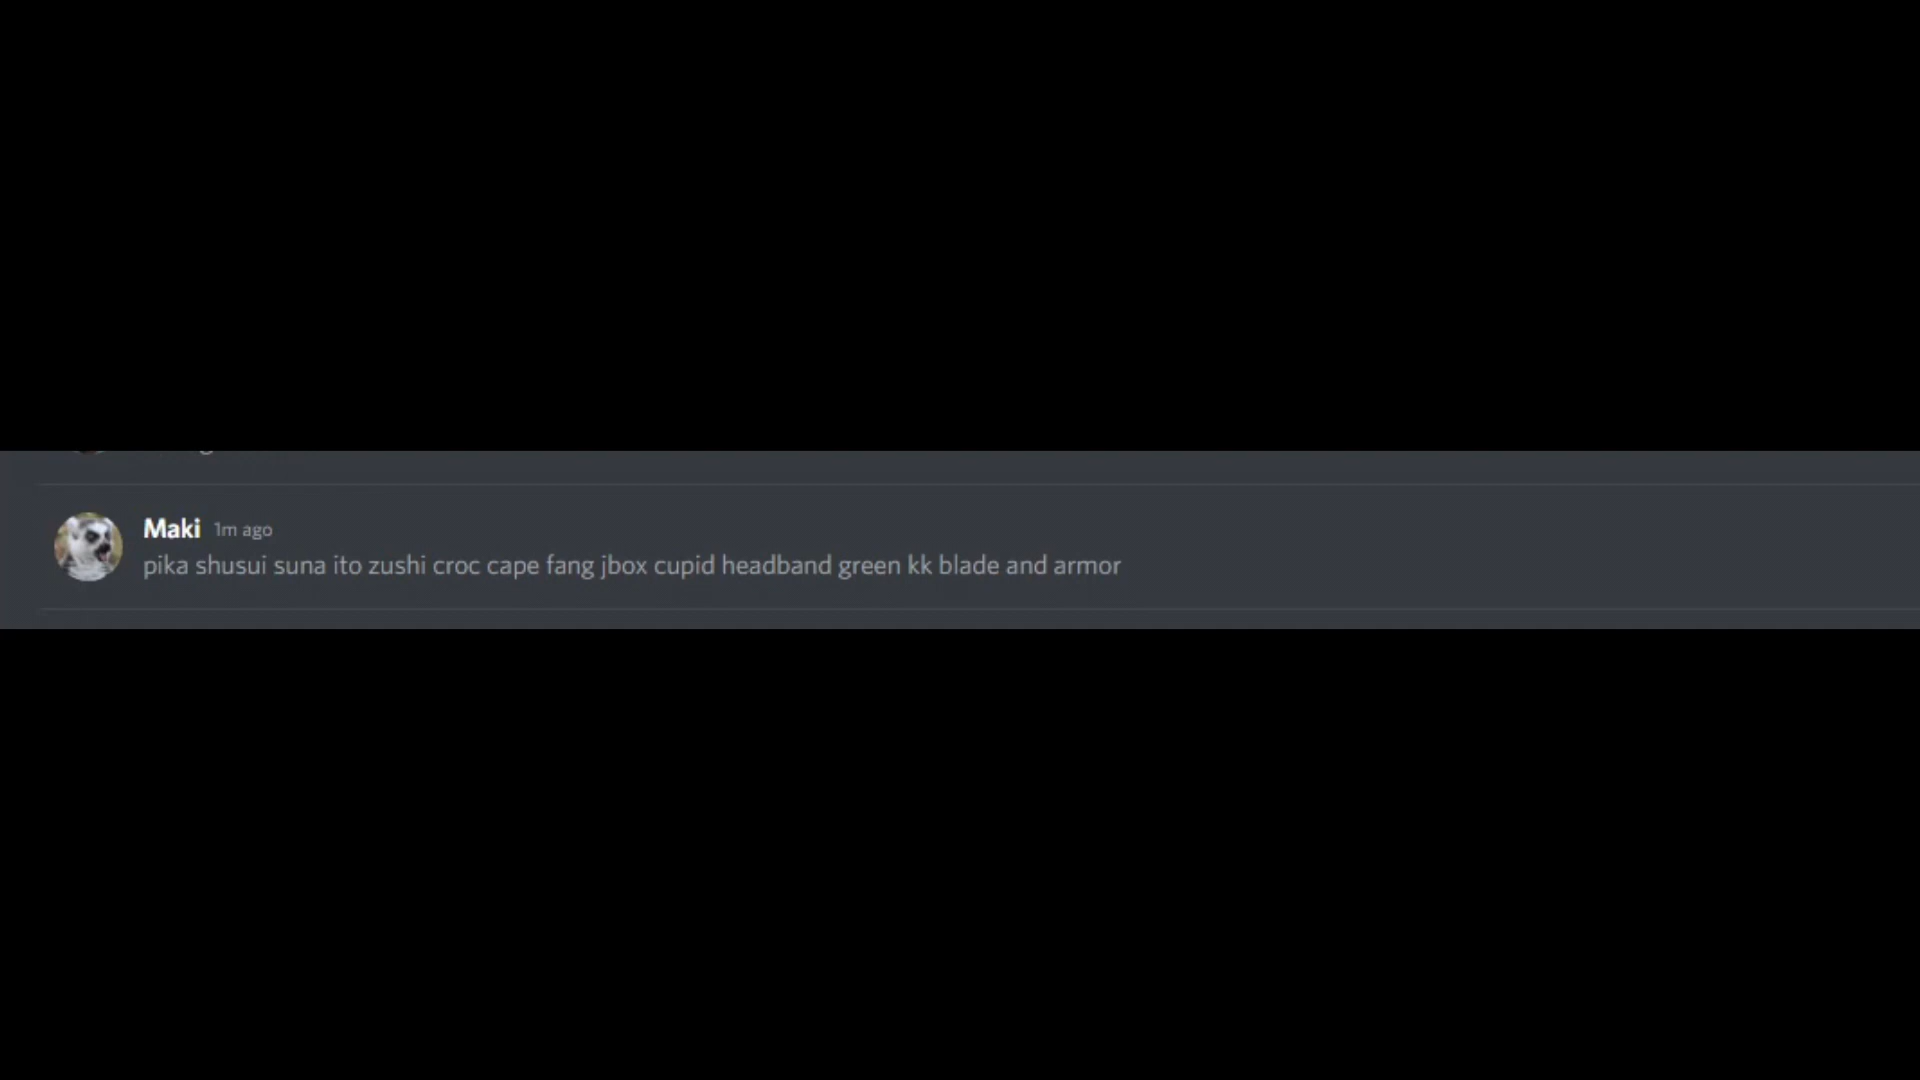 Maki 1m ago
pika shusui suna ito zushi croc cape fang jbox cupid headband green kk blade and armor